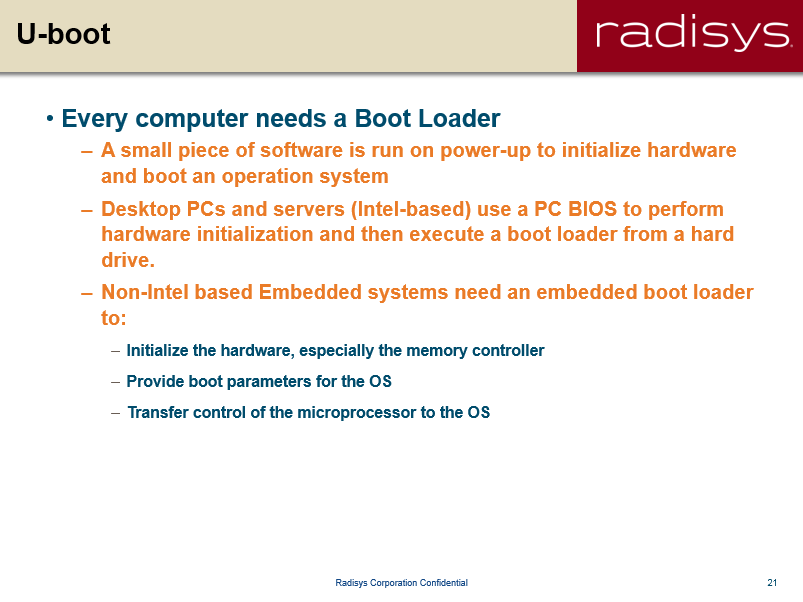 U-boot
radisys.
• Every computer needs a Boot Loader
– A small piece of software is run on power-up to initialize hardware
and boot an operation system
– Desktop PCs and servers (Intel-based) use a PC BIOS to perform
hardware initialization and then execute a boot loader from a hard
drive.
– Non-Intel based Embedded systems need an embedded boot loader
to:
– Initialize the hardware, especially the memory controller
– Provide boot parameters for the OS
– Transfer control of the microprocessor to the OS
Radisys Corporation Confidential
21